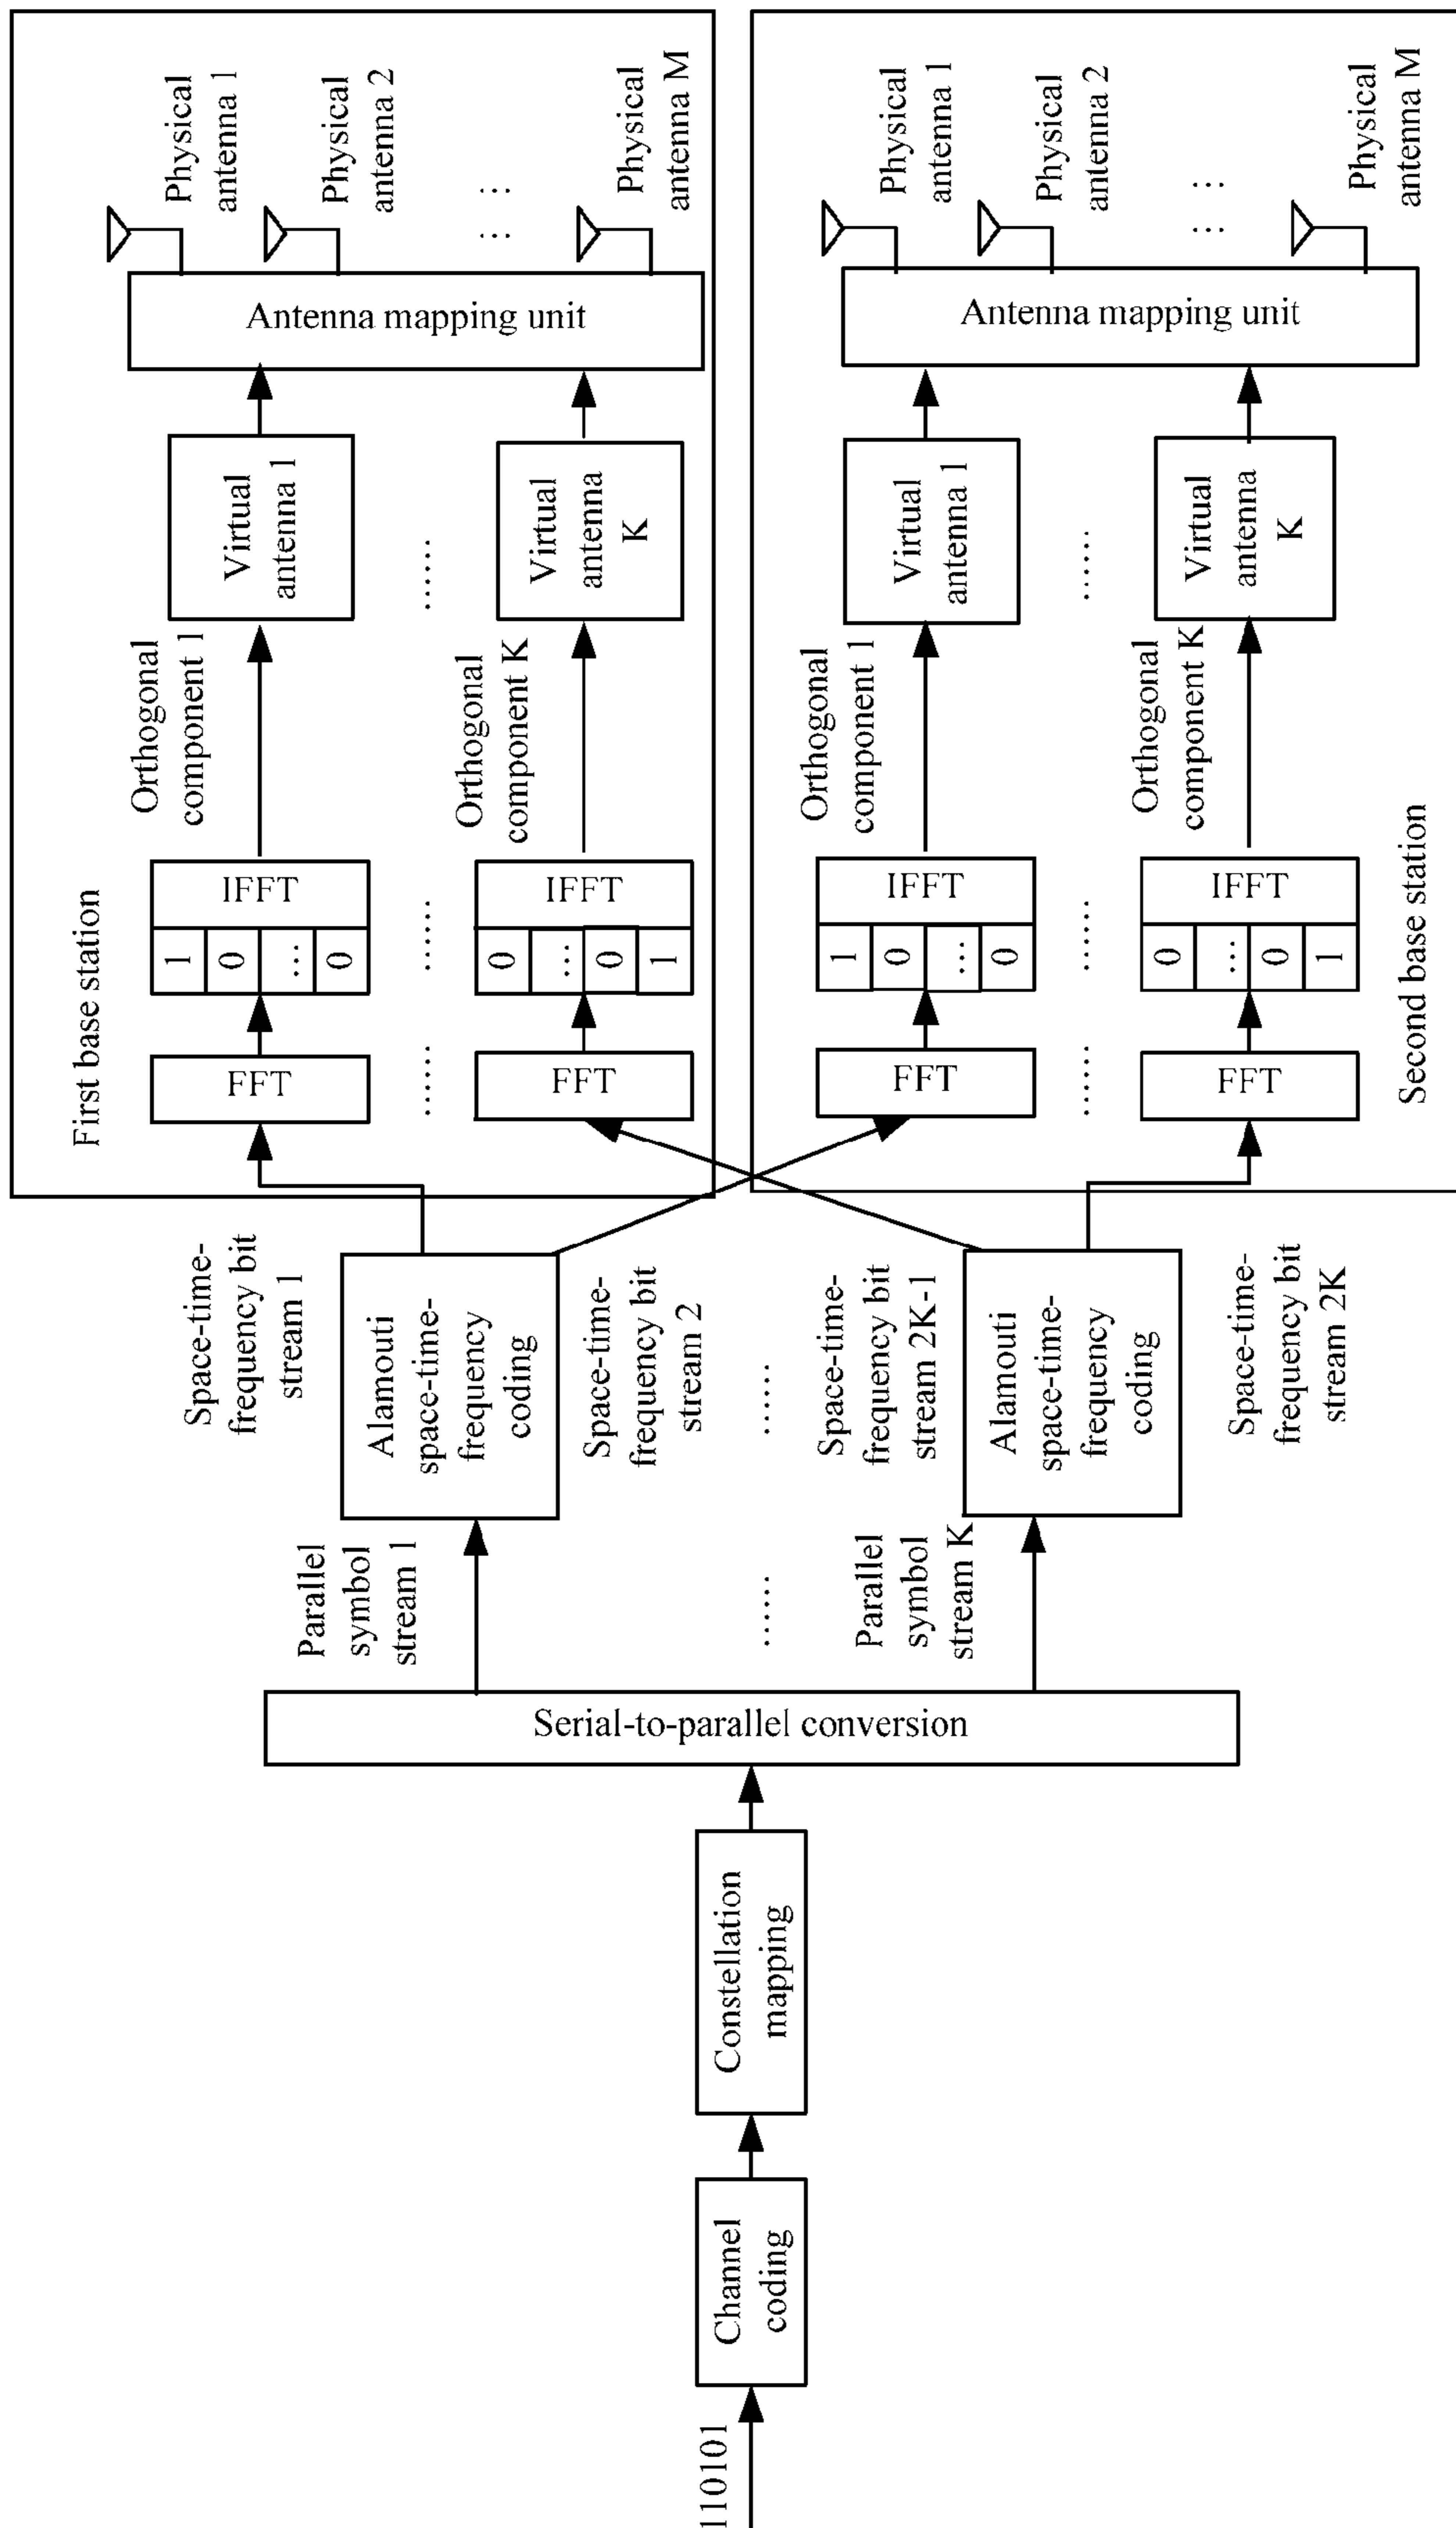 110101
Channel
coding
Constellation
mapping
Serial-to-parallel conversion
Parallel
symbol
stream 1
……
Parallel
symbol
stream K
Alamouti
space-time-
frequency
coding
Alamouti
space-time-
frequency
coding
Space-time-
frequency bit
stream 1
Space-time-
frequency bit
stream 2
……
Space-time-
frequency bit
stream 2K-1
Space-time-
frequency bit
stream 2K
First base station
FFT
……
FFT
1
0
…
0
IFFT
……
0
…
0
1
IFFT
Orthogonal
component 1
Orthogonal
component K
Virtual
antenna 1
……
Virtual
antenna
K
Antenna mapping unit
Physical
antenna 1
Physical
antenna 2
… …
Physical
antenna M
Second base station
FFT
……
FFT
1
0
…
0
IFFT
……
0
…
0
1
IFFT
Orthogonal
component 1
Orthogonal
component K
Virtual
antenna 1
……
Virtual
antenna
K
Antenna mapping unit
Physical
antenna 1
Physical
antenna 2
… …
Physical
antenna M